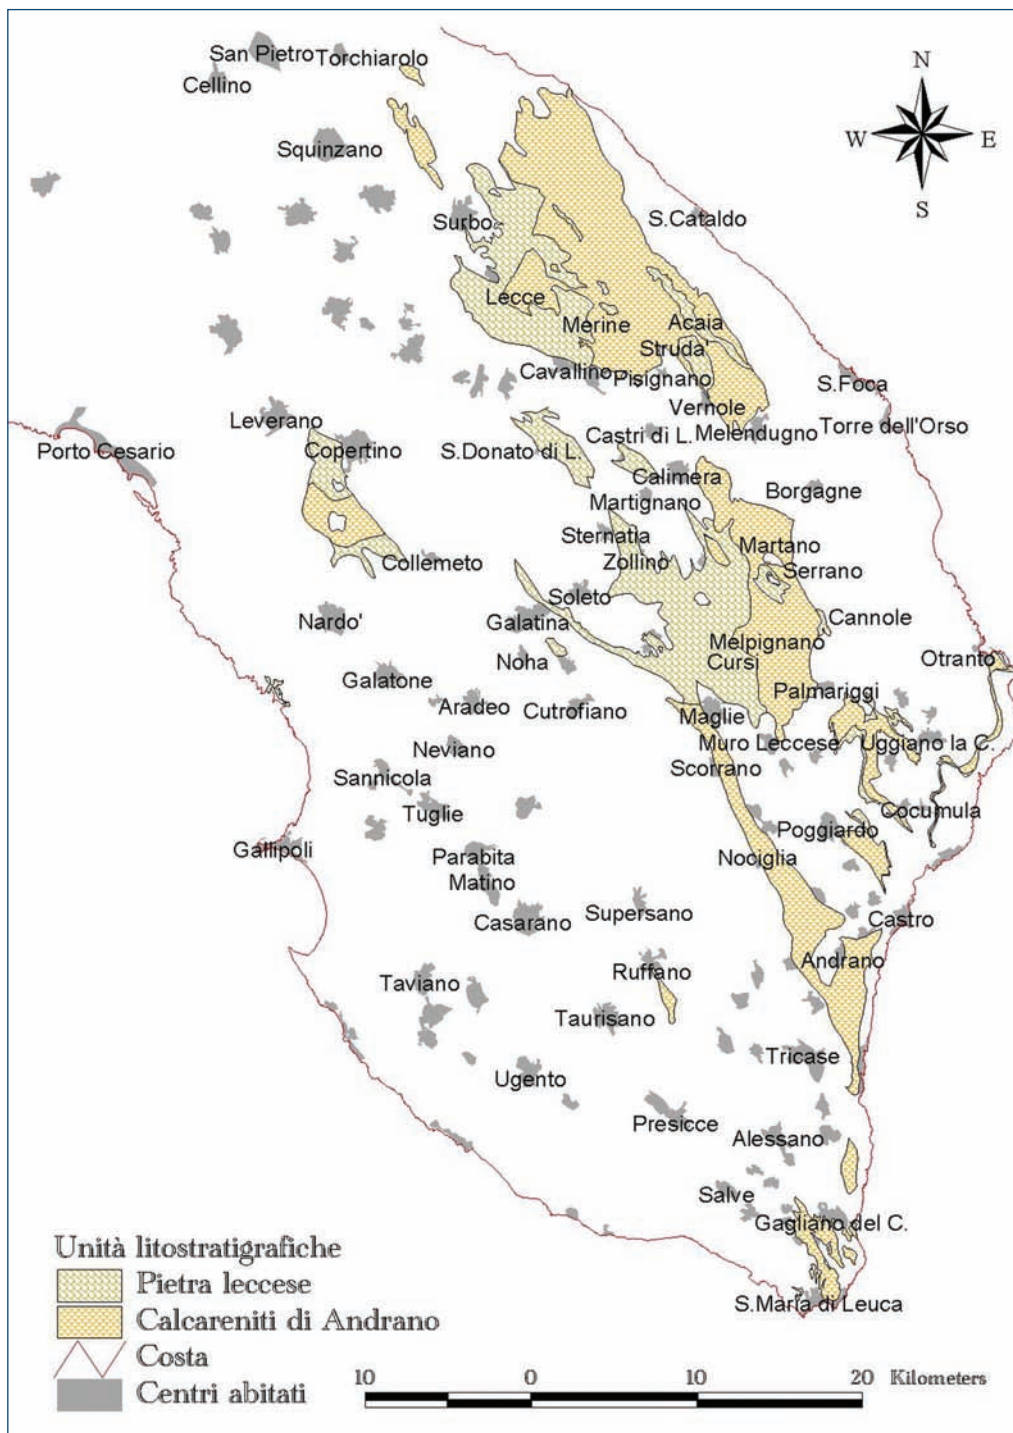 San Pietro
Torchiarolo
Cellino
N
W
E
S
Squinzano
Surbo
S.Cataldo
Lecce
Merine
Acaia
Struda'
Cavallino
Pisignano
S.Foca
Vernole
Leverano
Castri di L.
Melendugno
Torre dell'Orso
Porto Cesario
Copertino
S.Donato di L.
Calimera
Borgagne
Martignano
Sternatia
Martano
Collemeto
Zollino
Serrano
Soleto
Nardo'
Galatina
Cannole
Melpignano
Noha
Cursi
Otranto
Galatone
Palmariggi
Aradeo
Cutrofiano
Maglie
Neviano
Muro Leccese
Uggiano la C.
Sannicola
Scorrano
Tuglie
Cocumula
Poggiardo
Gallipoli
Parabita
Nociglia
Matino
Casarano
Supersano
Castro
Andrano
Taviano
Ruffano
Taurisano
Tricase
Ugento
Presicce
Alessano
Salve
Gagliano del C.
S.Maria di Leuca
Unità litostratigrafiche
Pietra leccese
Calcareniti di Andrano
Costa
Centri abitati
10 0 10 20 Kilometers